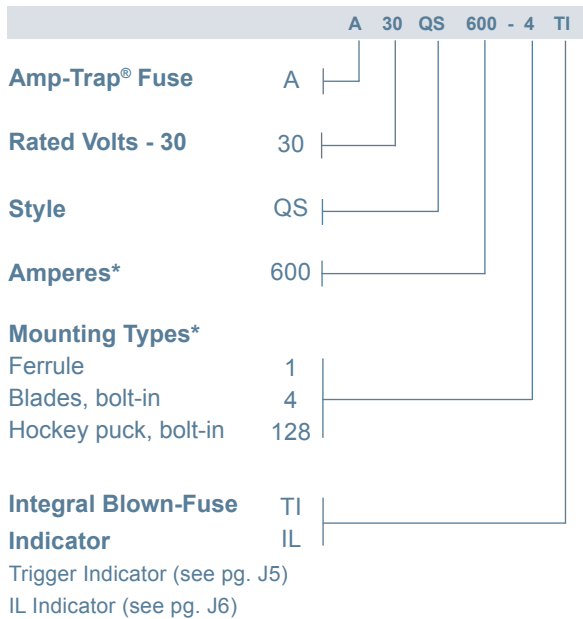 A 30 QS 600 - 4 TI
Amp-Trap® Fuse A
Rated Volts - 30 30
Style QS
Amperes* 600
Mounting Types*
Ferrule 1
Blades, bolt-in 4
Hockey puck, bolt-in 128
Integral Blown-Fuse TI
Indicator IL
Trigger Indicator (see pg. J5)
IL Indicator (see pg. J6)